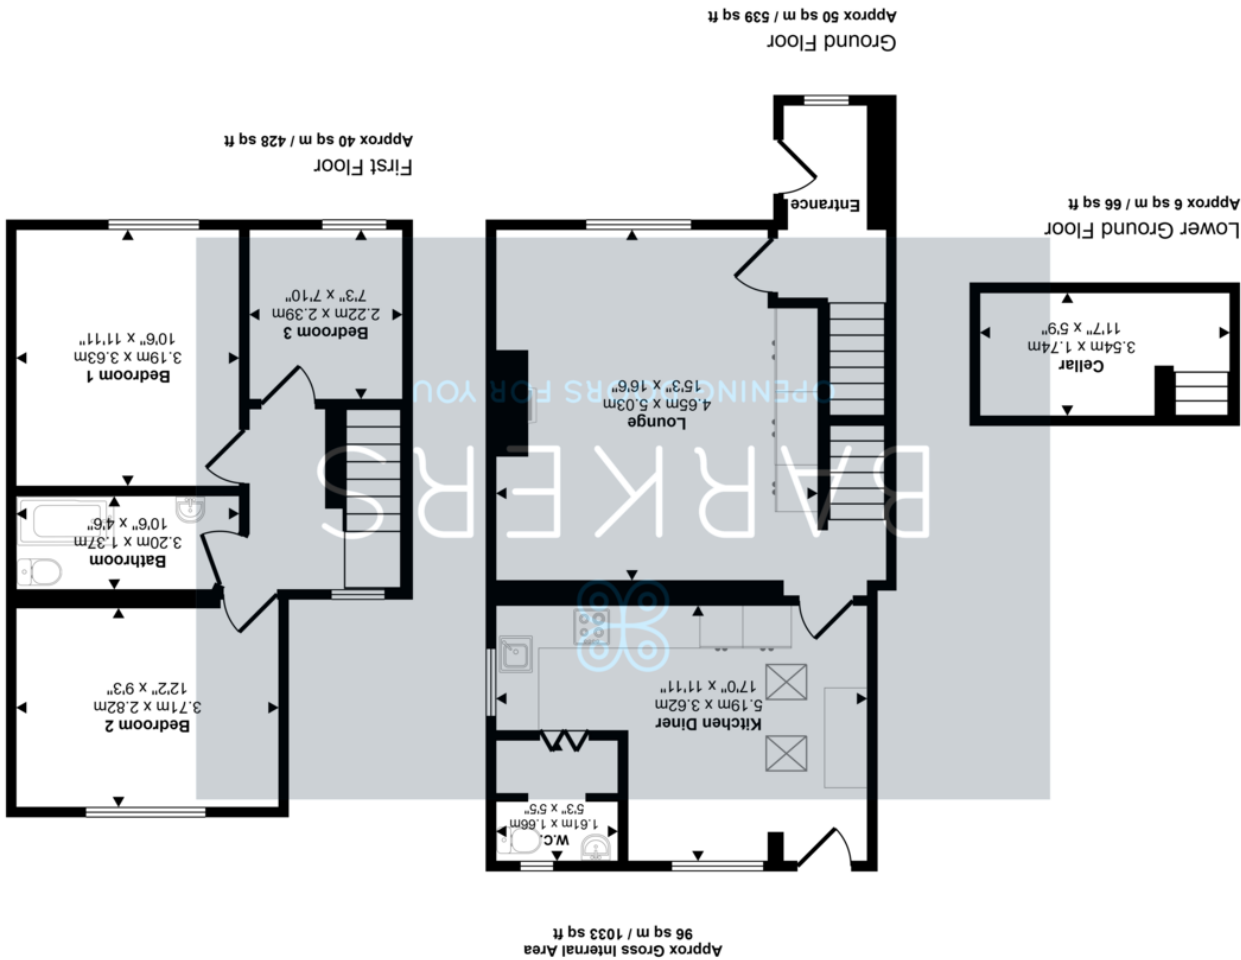 Approx Gross Internal Area
96 sq m / 1033 sq ft
W.C.
1.61m x 1.66m
5'3" x 5'5"
Kitchen Diner
5.19m x 3.62m
17'0" x 11'11"
Bedroom 2
3.71m x 2.82m
12'2" x 9'3"
Bathroom
3.20m x 1.37m
10'6" x 4'6"
BARKERS
OPENING DOORS FOR YOU
Lounge
4.65m x 5.03m
15'3" x 16'6"
Cellar
3.54m x 1.74m
11'7" x 5'9"
Bedroom 1
3.19m x 3.63m
10'6" x 11'11"
Bedroom 3
2.22m x 2.39m
7'3" x 7'10"
Entrance
Lower Ground Floor
Approx 6 sq m / 66 sq ft
First Floor
Approx 40 sq m / 428 sq ft
Ground Floor
Approx 50 sq m / 539 sq ft